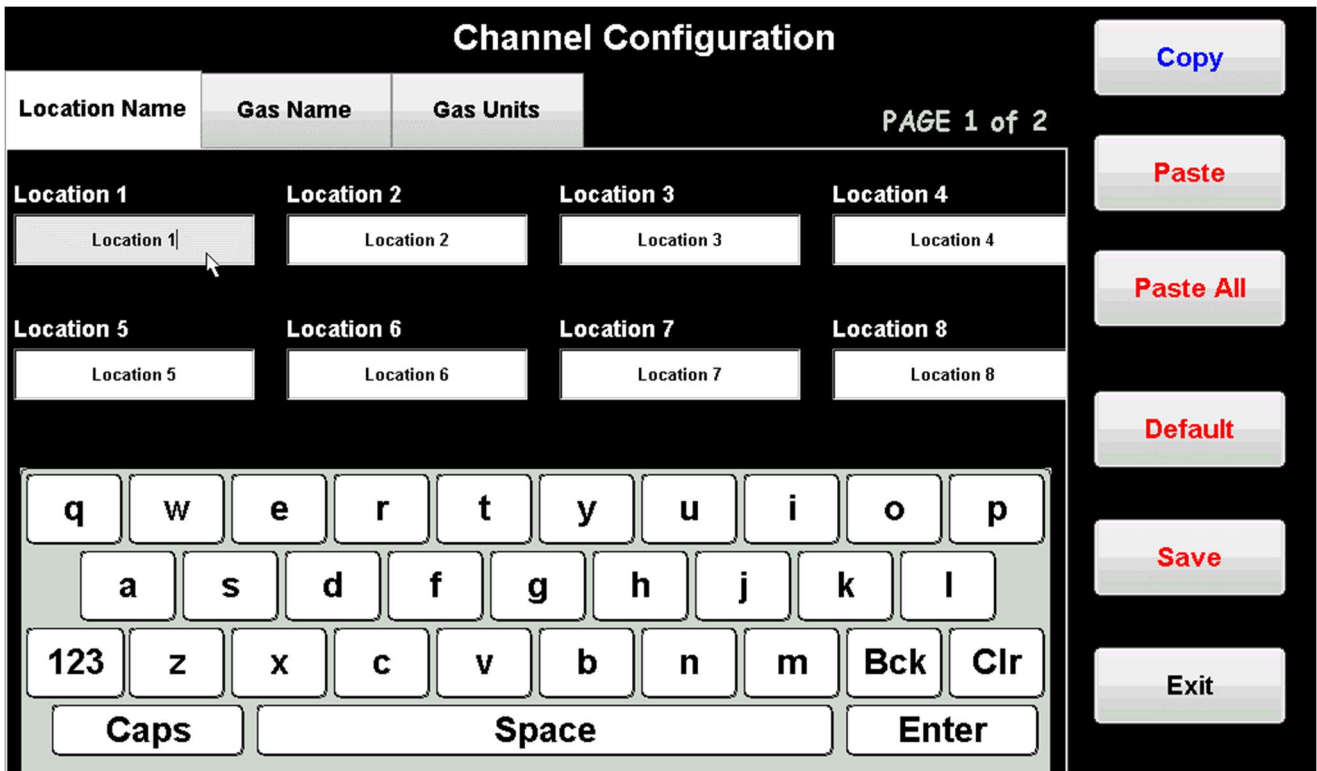 Channel Configuration
Location Name Gas Name Gas Units
PAGE 1 of 2
Location 1 Location 2 Location 3 Location 4
Location 1 Location 2 Location 3 Location 4
Location 5 Location 6 Location 7 Location 8
Location 5 Location 6 Location 7 Location 8
q w e r t y u i o p
a s d f g h j k l
123 z x c v b n m Bck Clr
Caps Space Enter
Copy
Paste
Paste All
Default
Save
Exit